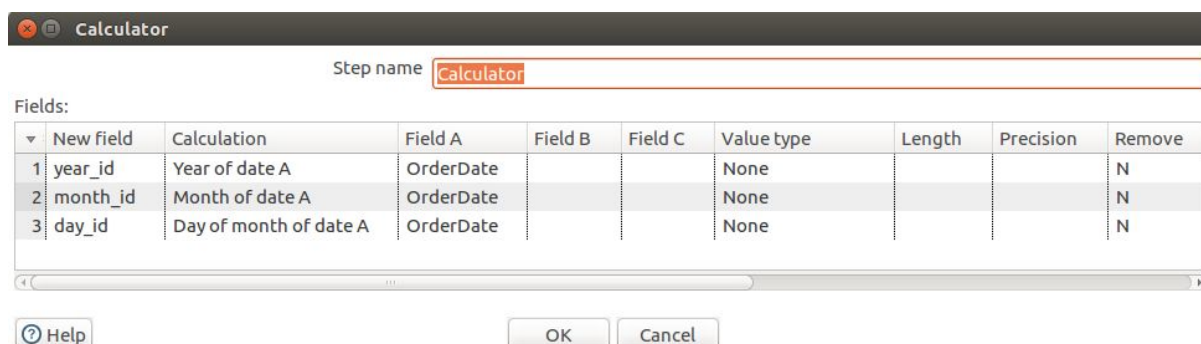 Calculator
Step name Calculator
Fields:
New field Calculation Field A Field B Field C Value type Length Precision Remove
1 year_id Year of date A OrderDate None N
2 month_id Month of date A OrderDate None N
3 day_id Day of month of date A OrderDate None N
Help OK Cancel